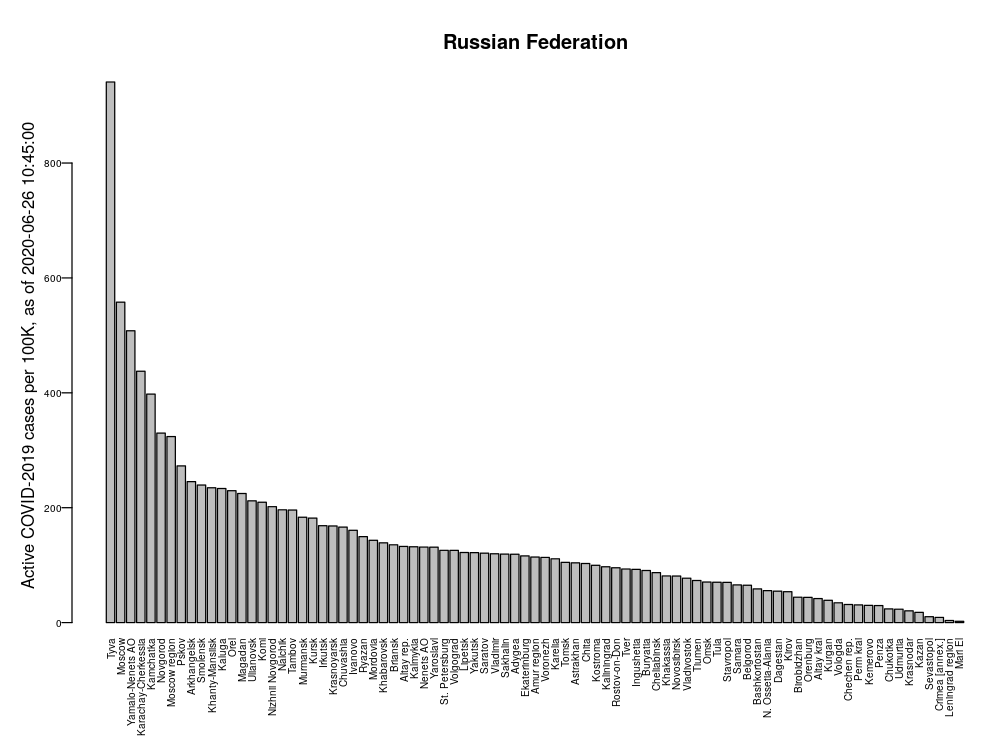 Russian Federation
Active COVID-2019 cases per 100K, as of 2020-06-26 10:45:00
800
600
400
200
0
Tyva
Moscow
Yamalo-Nenets AO
Karachay-Cherkessia
Kamchatka
Novgorod
Moscow region
Pskov
Arkhangelsk
Smolensk
Khanty-Mansiisk
Kaluga
Orel
Magadan
Ulianovsk
Komi
Nizhnii Novgorod
Nalchik
Tambov
Murmansk
Kursk
Irkutsk
Krasnoyarsk
Chuvashia
Ivanovo
Ryazan
Mordovia
Khabarovsk
Briansk
Altay rep.
Kalmykia
Nenets AO
Yaroslavl
St. Petersburg
Volgograd
Lipetsk
Yakutsk
Saratov
Vladimir
Sakhalin
Adygea
Ekaterinburg
Amur region
Voronezh
Karelia
Tomsk
Astrakhan
Chita
Kostroma
Kaliningrad
Rostov-on-Don
Tver
Ingushetia
Buryatia
Cheliabinsk
Khakassia
Novosibirsk
Vladivostok
Tiumen
Omsk
Tula
Stavropol
Samara
Belgorod
Bashkortostan
N. Ossetia-Alania
Dagestan
Kirov
Birobidzhan
Orenburg
Altay krai
Kurgan
Vologda
Chechen rep.
Perm krai
Kemerovo
Penza
Chukotka
Udmurtia
Krasnodar
Kazan
Sevastopol
Crimea [annex.]
Leningrad region
Mari El